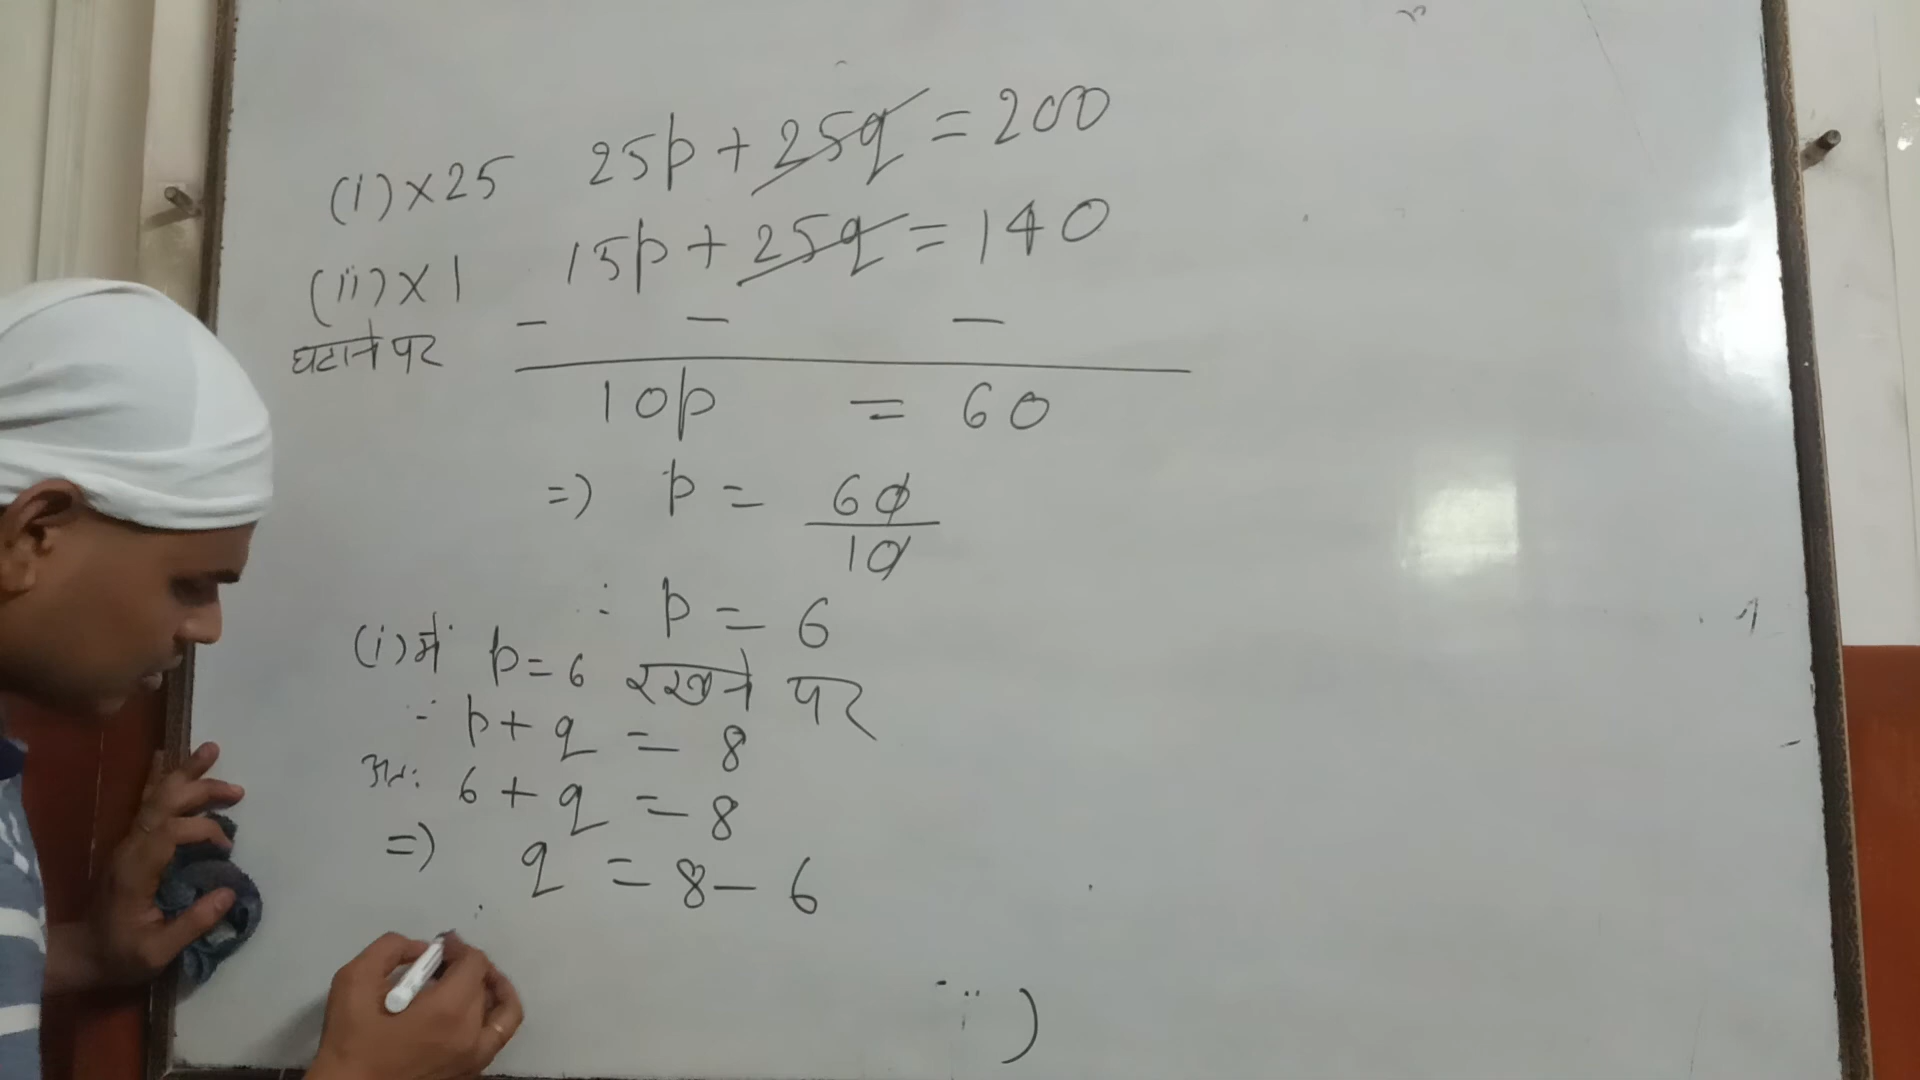 (i)×25 25p + 25q = 200
(ii)×1 15p + 25q = 140
घटाने पर - - -
10p = 60
=> p = 60/10
∴ p = 6
(i) में p = 6 रखने पर
∵ p + q = 8
अतः 6 + q = 8
=> q = 8 - 6